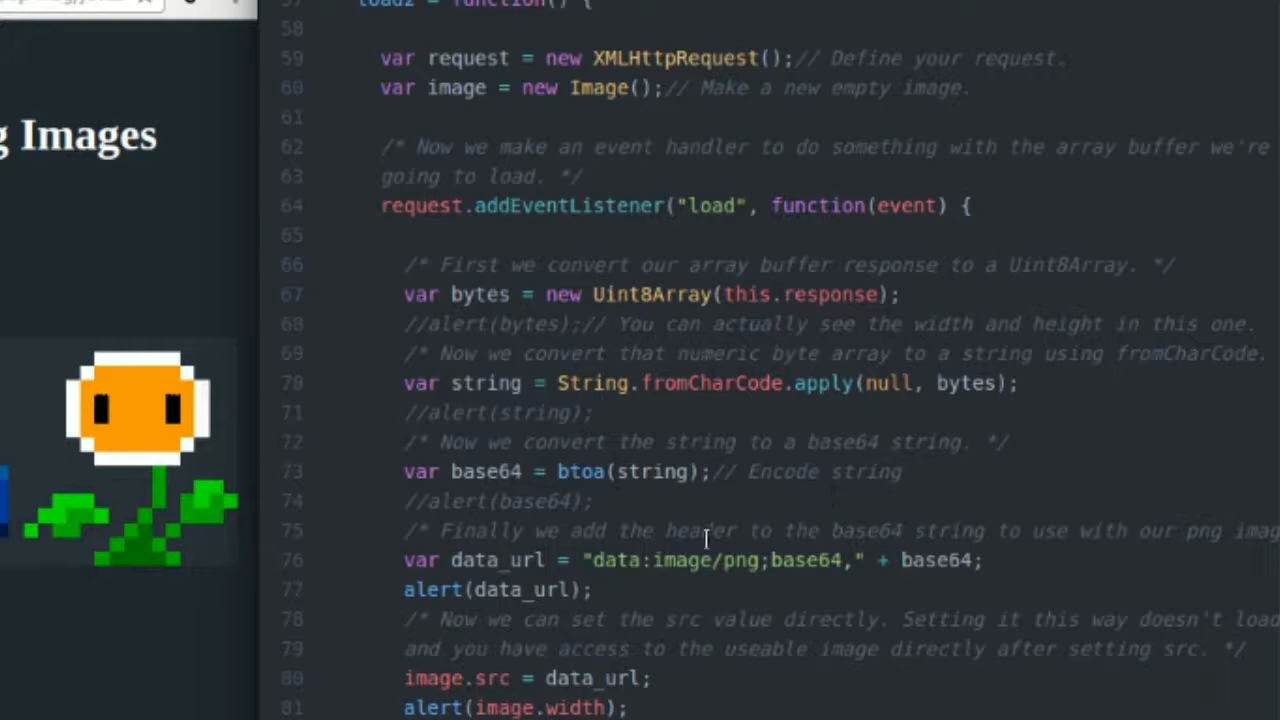 g Images
57 load2 = function() {
58
59 var request = new XMLHttpRequest();// Define your request.
60 var image = new Image();// Make a new empty image.
61
62 /* Now we make an event handler to do something with the array buffer we're
63 going to load. */
64 request.addEventListener("load", function(event) {
65
66 /* First we convert our array buffer response to a Uint8Array. */
67 var bytes = new Uint8Array(this.response);
68 //alert(bytes);// You can actually see the width and height in this one.
69 /* Now we convert that numeric byte array to a string using fromCharCode.
70 var string = String.fromCharCode.apply(null, bytes);
71 //alert(string);
72 /* Now we convert the string to a base64 string. */
73 var base64 = btoa(string);// Encode string
74 //alert(base64);
75 /* Finally we add the header to the base64 string to use with our png imag
76 var data_url = "data:image/png;base64," + base64;
77 alert(data_url);
78 /* Now we can set the src value directly. Setting it this way doesn't load
79 and you have access to the useable image directly after setting src. */
80 image.src = data_url;
81 alert(image.width);